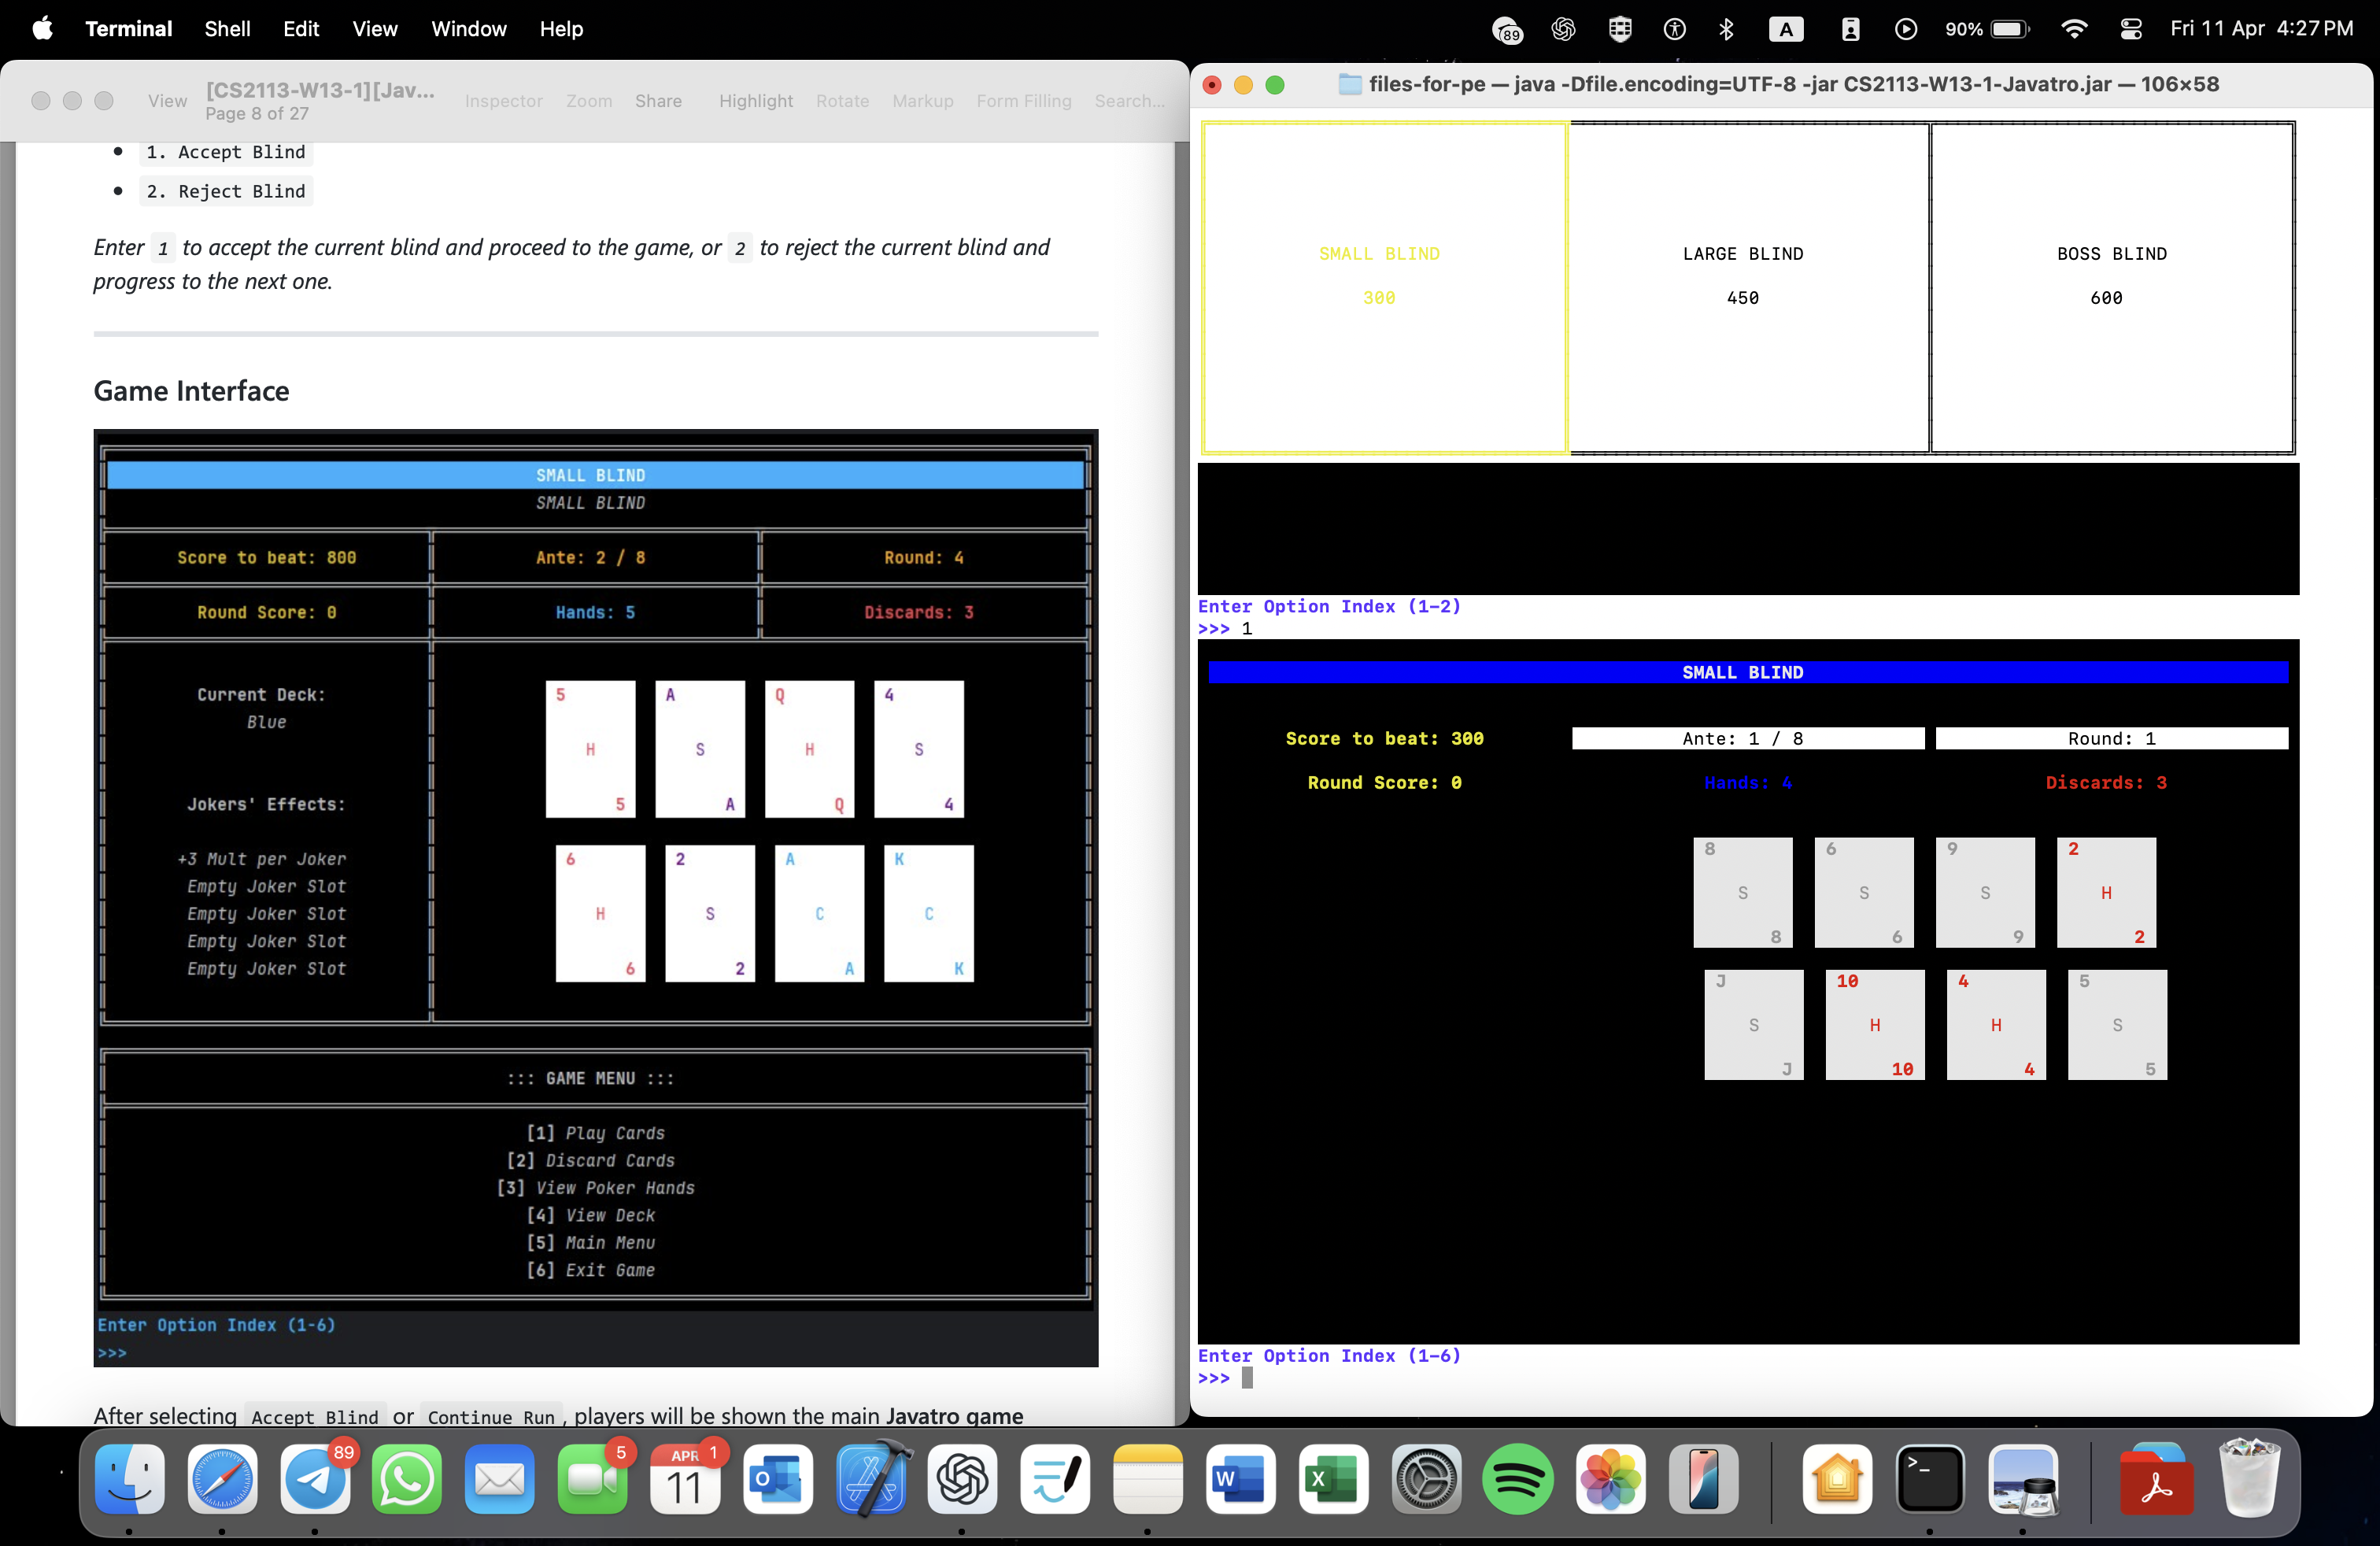 Terminal Shell Edit View Window Help
89 A 90% Fri 11 Apr 4:27 PM
View [CS2113-W13-1][Jav... Inspector Zoom Share Highlight Rotate Markup Form Filling Search...
Page 8 of 27
1. Accept Blind
2. Reject Blind
Enter 1 to accept the current blind and proceed to the game, or 2 to reject the current blind and
progress to the next one.
Game Interface
SMALL BLIND
SMALL BLIND
Score to beat: 800 Ante: 2 / 8 Round: 4
Round Score: 0 Hands: 5 Discards: 3
Current Deck:
Blue
Jokers' Effects:
+3 Mult per Joker
Empty Joker Slot
Empty Joker Slot
Empty Joker Slot
Empty Joker Slot
5 A Q 4
H S H S
5 A Q 4
6 2 A K
H S C C
6 2 A K
::: GAME MENU :::
[1] Play Cards
[2] Discard Cards
[3] View Poker Hands
[4] View Deck
[5] Main Menu
[6] Exit Game
Enter Option Index (1-6)
>>>
After selecting Accept Blind or Continue Run, players will be shown the main Javatro game
files-for-pe — java -Dfile.encoding=UTF-8 -jar CS2113-W13-1-Javatro.jar — 106×58
SMALL BLIND LARGE BLIND BOSS BLIND
300 450 600
Enter Option Index (1-2)
>>> 1
SMALL BLIND
Score to beat: 300 Ante: 1 / 8 Round: 1
Round Score: 0 Hands: 4 Discards: 3
8 6 9 2
S S S H
8 6 9 2
J 10 4 5
S H H S
J 10 4 5
Enter Option Index (1-6)
>>>
89 5 APR 1
11 O W X >_